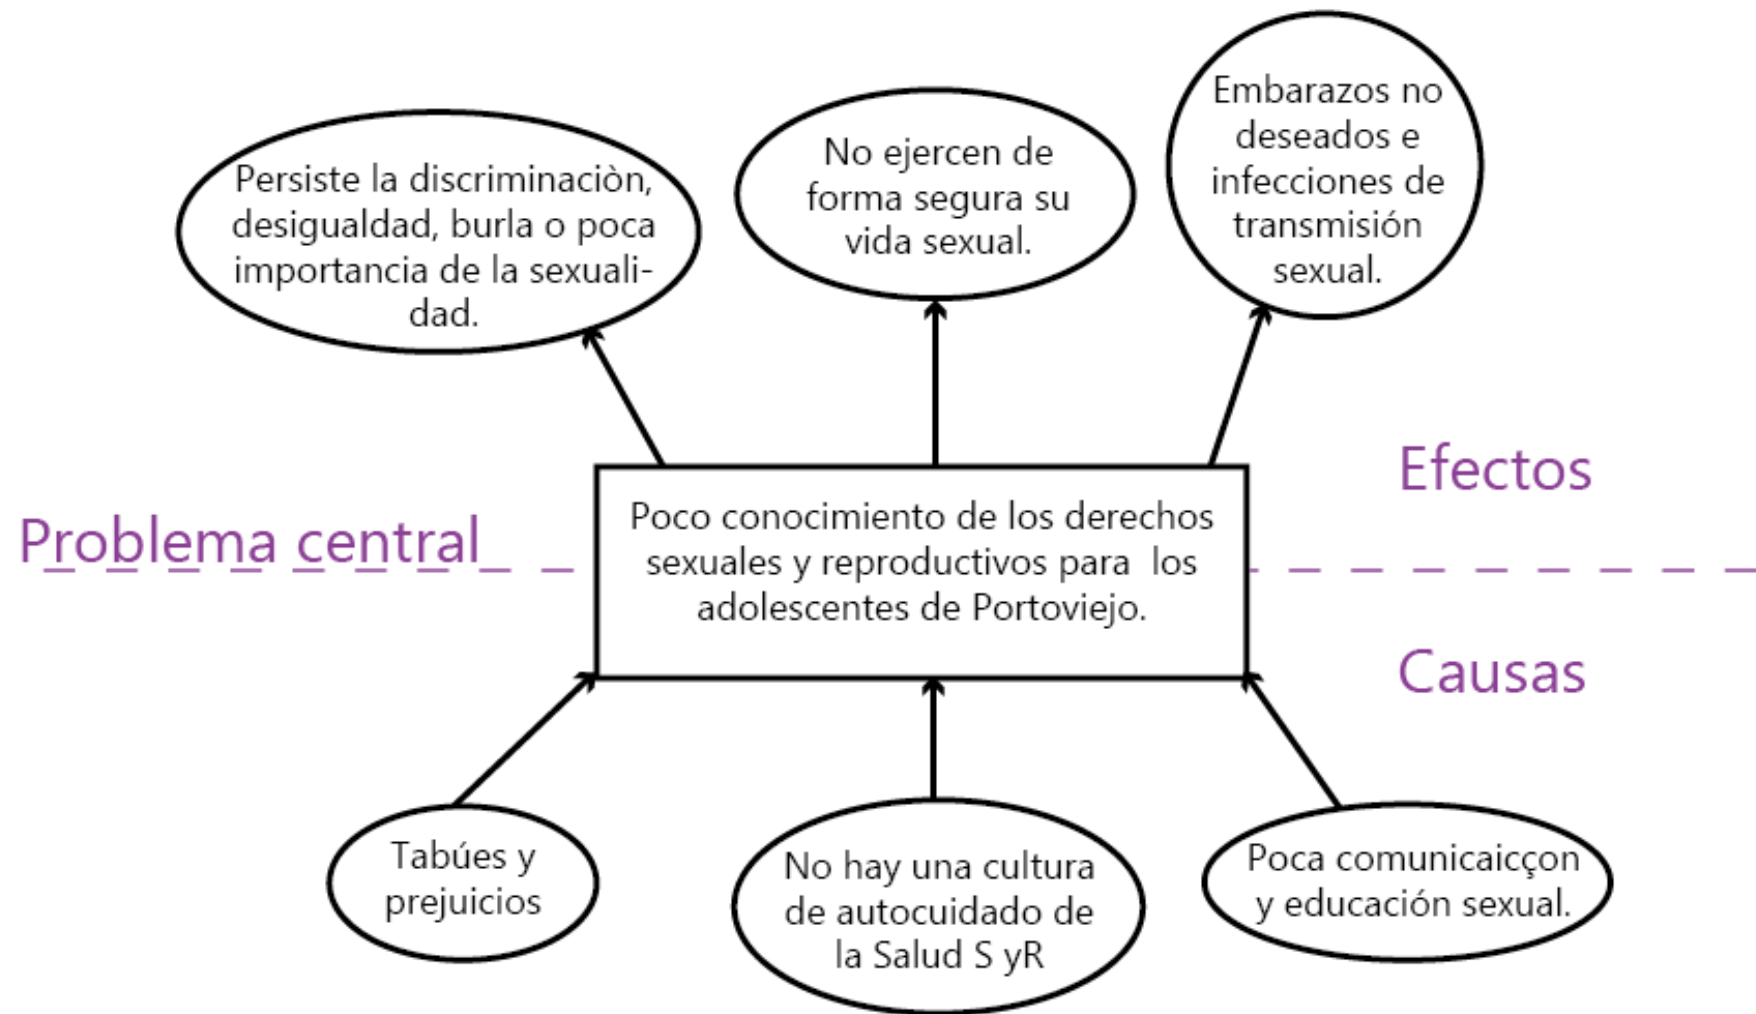 Persiste la discriminaciòn,
desigualdad, burla o poca
importancia de la sexuali-
dad.
No ejercen de
forma segura su
vida sexual.
Embarazos no
deseados e
infecciones de
transmisión
sexual.
Efectos
Problema central
Poco conocimiento de los derechos
sexuales y reproductivos para los
adolescentes de Portoviejo.
Causas
Tabúes y
prejuicios
No hay una cultura
de autocuidado de
la Salud S yR
Poca comunicaicçon
y educación sexual.